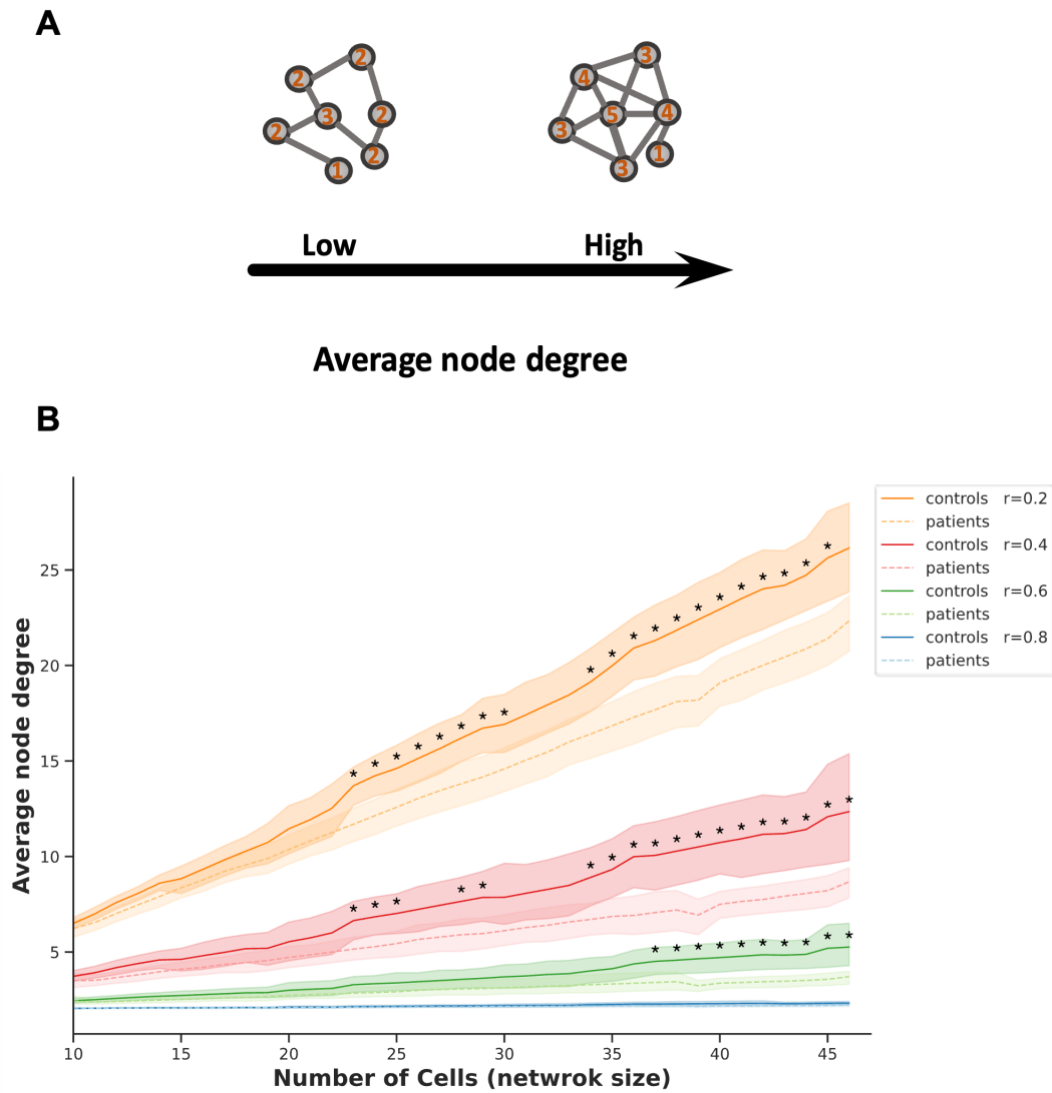 A
2
2
2
3
2
2
1
3
4
5
4
3
3
1
Low High
Average node degree
B
Average node degree
25
20
15
10
5
10 15 20 25 30 35 40 45
Number of Cells (netwrok size)
controls r=0.2
patients
controls r=0.4
patients
controls r=0.6
patients
controls r=0.8
patients